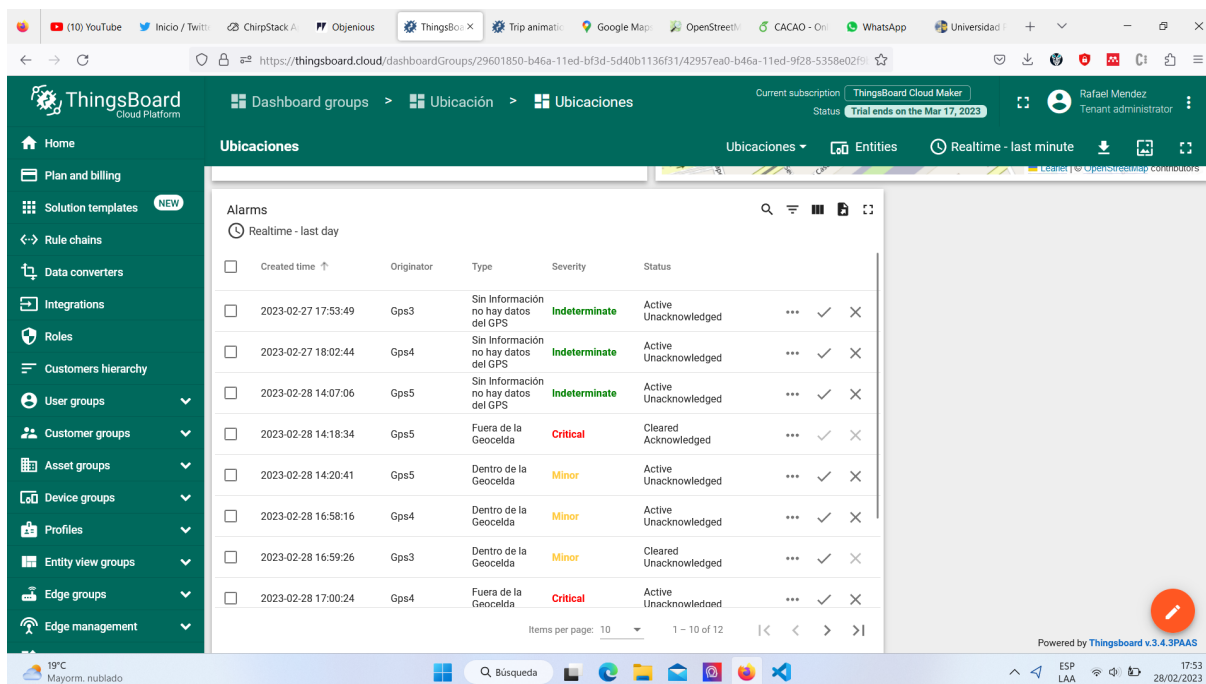 (10) YouTube
Inicio / Twitt
ChirpStack A
Objenious
ThingsBoa
Trip animatio
Google Map
OpenStreetM
CACAO - Onl
WhatsApp
Universidad
https://thingsboard.cloud/dashboardGroups/29601850-b46a-11ed-bf3d-5d40b1136f31/42957ea0-b46a-11ed-9f28-5358e02f9
ThingsBoard
Cloud Platform
Dashboard groups > Ubicación > Ubicaciones
Current subscription ThingsBoard Cloud Maker
Status Trial ends on the Mar 17, 2023
Rafael Mendez
Tenant administrator
Home
Plan and billing
Solution templates NEW
Rule chains
Data converters
Integrations
Roles
Customers hierarchy
User groups
Customer groups
Asset groups
Device groups
Profiles
Entity view groups
Edge groups
Edge management
Ubicaciones
Ubicaciones
Entities
Realtime - last minute
Leaflet | © OpenStreetMap contributors
Alarms
Realtime - last day
Created time Originator Type Severity Status
2023-02-27 17:53:49 Gps3 Sin Información no hay datos del GPS Indeterminate Active Unacknowledged
2023-02-27 18:02:44 Gps4 Sin Información no hay datos del GPS Indeterminate Active Unacknowledged
2023-02-28 14:07:06 Gps5 Sin Información no hay datos del GPS Indeterminate Active Unacknowledged
2023-02-28 14:18:34 Gps5 Fuera de la Geocelda Critical Cleared Acknowledged
2023-02-28 14:20:41 Gps5 Dentro de la Geocelda Minor Active Unacknowledged
2023-02-28 16:58:16 Gps4 Dentro de la Geocelda Minor Active Unacknowledged
2023-02-28 16:59:26 Gps3 Dentro de la Geocelda Minor Cleared Unacknowledged
2023-02-28 17:00:24 Gps4 Fuera de la Geocelda Critical Active Unacknowledged
Items per page: 10
1 – 10 of 12
Powered by Thingsboard v.3.4.3PAAS
19°C
Mayorm. nublado
Búsqueda
ESP
LAA
17:53
28/02/2023